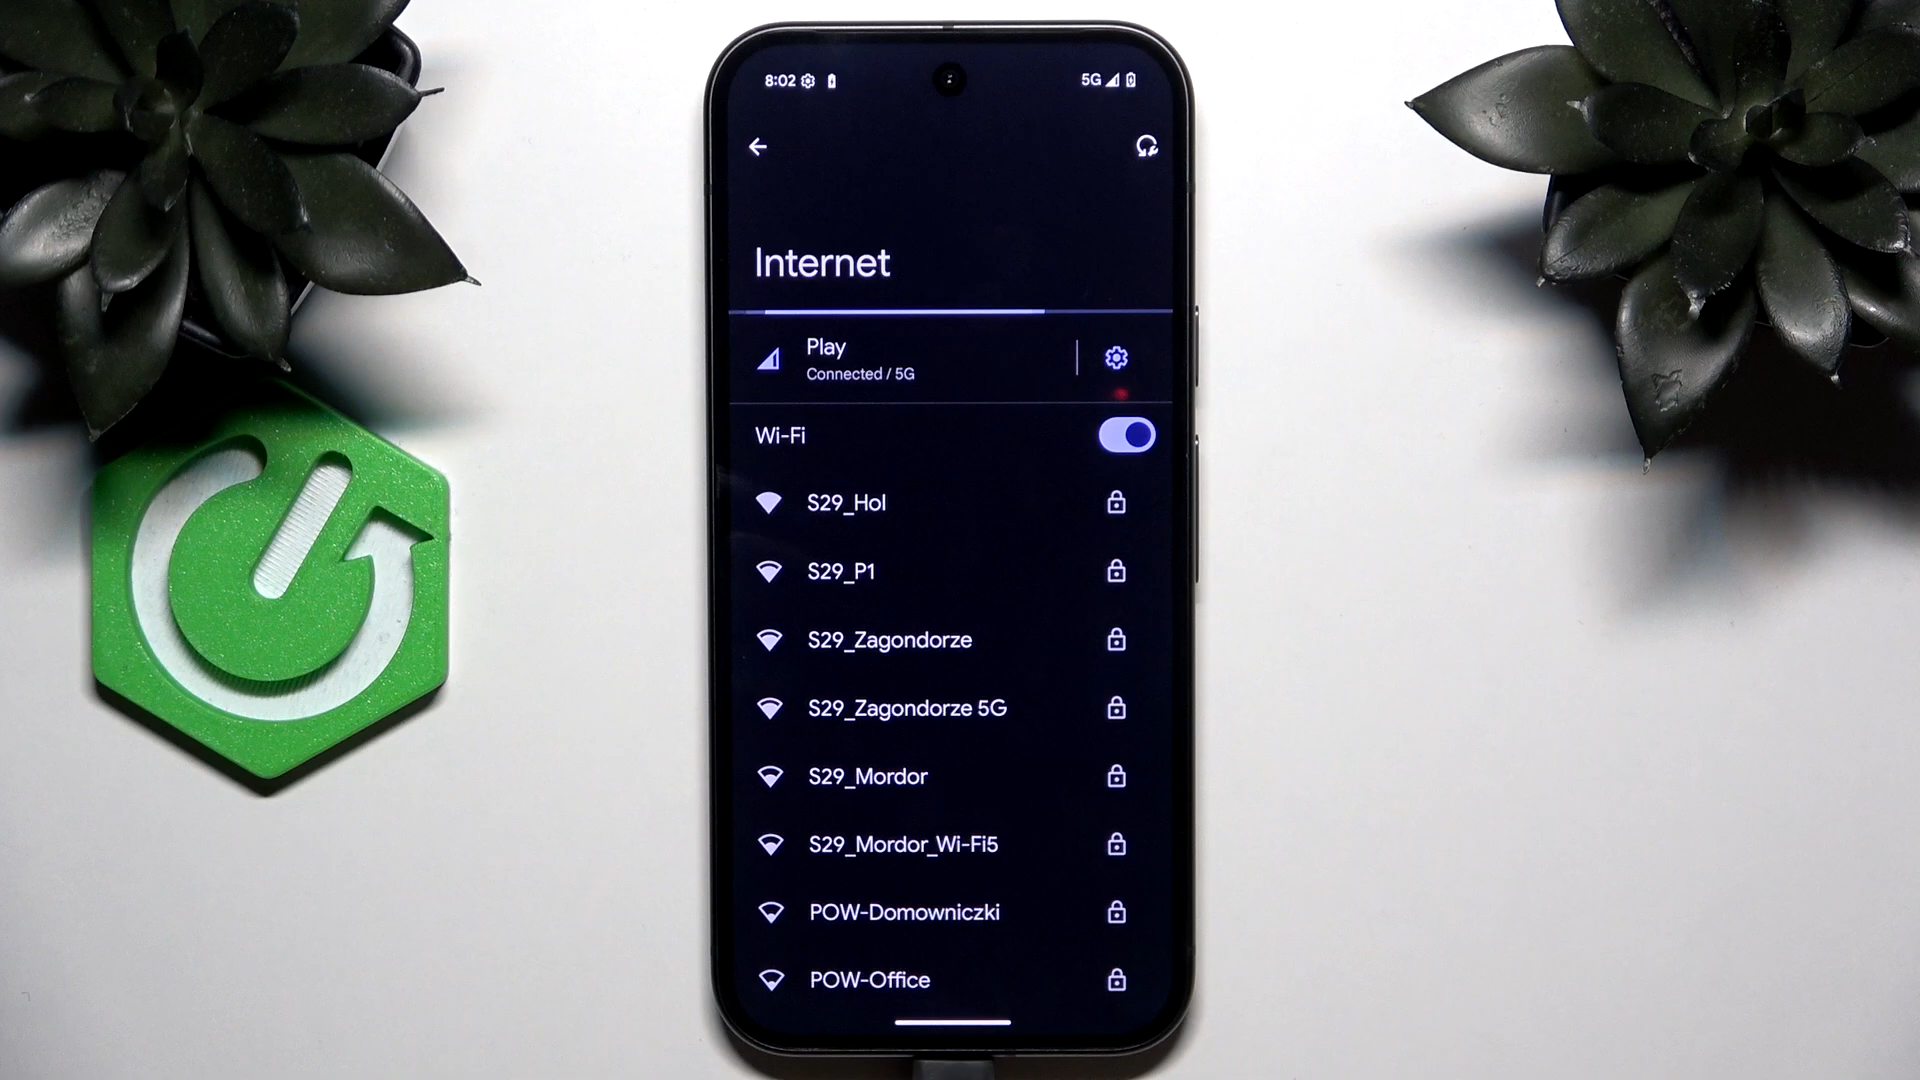 8:02
5G
Internet
Play
Connected / 5G
Wi-Fi
S29_Hol
S29_P1
S29_Zagondorze
S29_Zagondorze 5G
S29_Mordor
S29_Mordor_Wi-Fi5
POW-Domowniczki
POW-Office